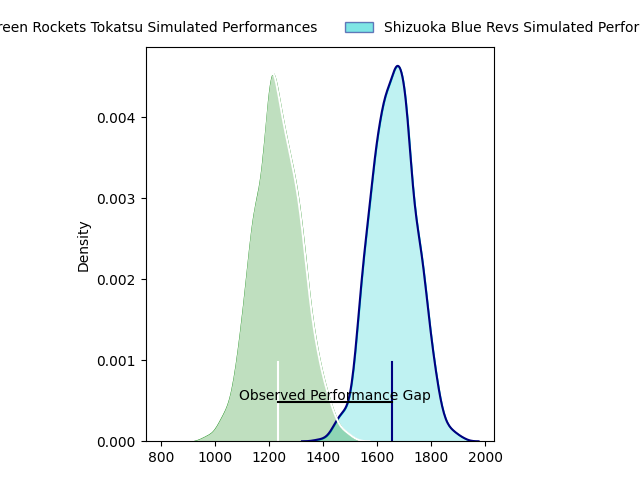 reen Rockets Tokatsu Simulated Performances
Shizuoka Blue Revs Simulated Perfor
0.004
0.003
0.002
0.001
0.000
Density
Observed Performance Gap
800 1000 1200 1400 1600 1800 2000